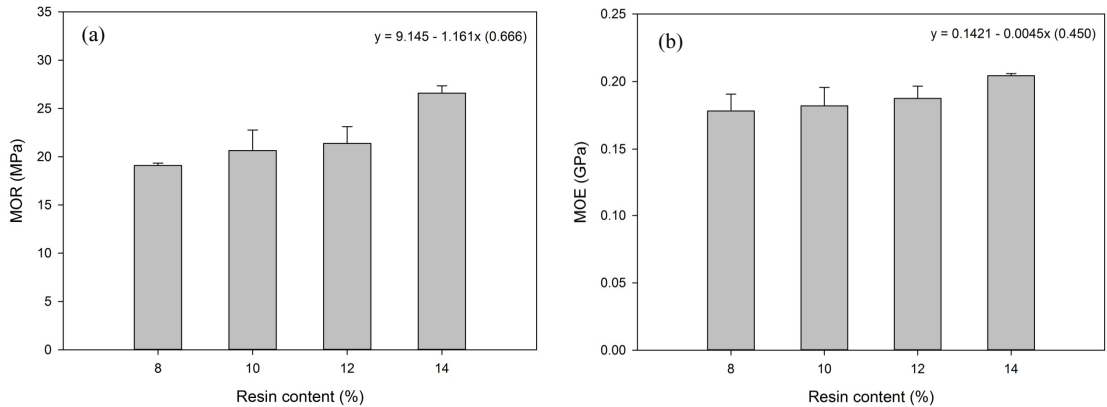 (a)
y = 9.145 - 1.161x (0.666)
MOR (MPa)
35
30
25
20
15
10
5
0
8 10 12 14
Resin content (%)
(b)
y = 0.1421 - 0.0045x (0.450)
MOE (GPa)
0.25
0.20
0.15
0.10
0.05
0.00
8 10 12 14
Resin content (%)